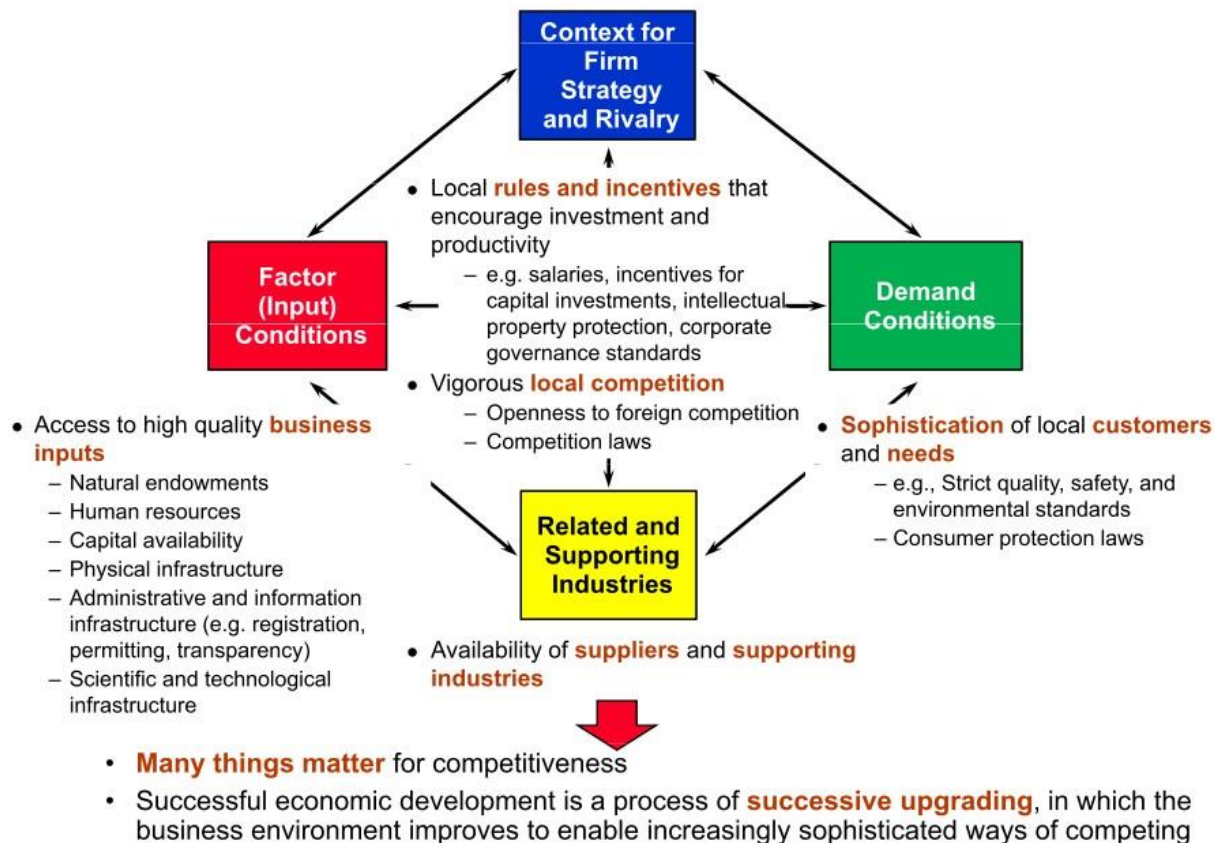 Context for
Firm
Strategy
and Rivalry
• Local rules and incentives that
encourage investment and
productivity
– e.g. salaries, incentives for
capital investments, intellectual
property protection, corporate
governance standards
• Vigorous local competition
– Openness to foreign competition
– Competition laws
Factor
(Input)
Conditions
• Access to high quality business
inputs
– Natural endowments
– Human resources
– Capital availability
– Physical infrastructure
– Administrative and information
infrastructure (e.g. registration,
permitting, transparency)
– Scientific and technological
infrastructure
Demand
Conditions
• Sophistication of local customers
and needs
– e.g., Strict quality, safety, and
environmental standards
– Consumer protection laws
Related and
Supporting
Industries
• Availability of suppliers and supporting
industries
• Many things matter for competitiveness
• Successful economic development is a process of successive upgrading, in which the
business environment improves to enable increasingly sophisticated ways of competing